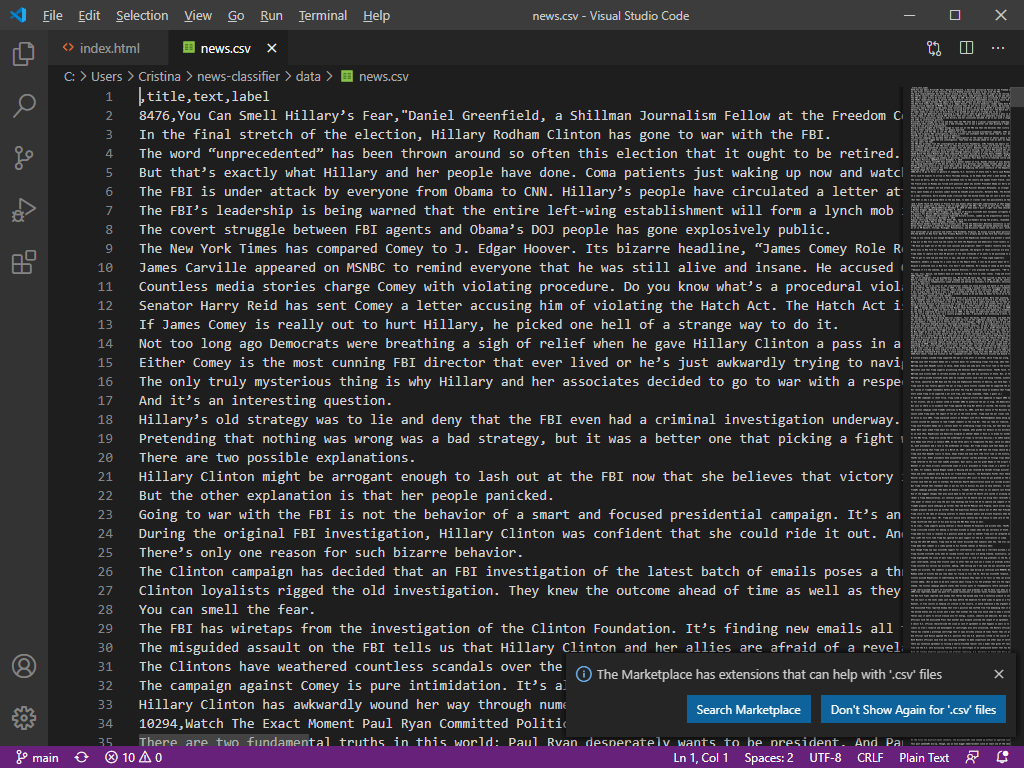 File Edit Selection View Go Run Terminal Help news.csv - Visual Studio Code
index.html news.csv
C: > Users > Cristina > news-classifier > data > news.csv
1 ,title,text,label
2 8476,You Can Smell Hillary’s Fear,"Daniel Greenfield, a Shillman Journalism Fellow at the Freedom
3 In the final stretch of the election, Hillary Rodham Clinton has gone to war with the FBI.
4 The word “unprecedented” has been thrown around so often this election that it ought to be retired.
5 But that’s exactly what Hillary and her people have done. Coma patients just waking up now and
6 The FBI is under attack by everyone from Obama to CNN. Hillary’s people have circulated a letter
7 The FBI’s leadership is being warned that the entire left-wing establishment will form a lynch mob
8 The covert struggle between FBI agents and Obama’s DOJ people has gone explosively public.
9 The New York Times has compared Comey to J. Edgar Hoover. Its bizarre headline, “James Comey Role
10 James Carville appeared on MSNBC to remind everyone that he was still alive and insane. He accused
11 Countless media stories charge Comey with violating procedure. Do you know what’s a procedural
12 Senator Harry Reid has sent Comey a letter accusing him of violating the Hatch Act. The Hatch Act
13 If James Comey is really out to hurt Hillary, he picked one hell of a strange way to do it.
14 Not too long ago Democrats were breathing a sigh of relief when he gave Hillary Clinton a pass in a
15 Either Comey is the most cunning FBI director that ever lived or he’s just awkwardly trying to
16 The only truly mysterious thing is why Hillary and her associates decided to go to war with a
17 And it’s an interesting question.
18 Hillary’s old strategy was to lie and deny that the FBI even had a criminal investigation underway.
19 Pretending that nothing was wrong was a bad strategy, but it was a better one that picking a fight
20 There are two possible explanations.
21 Hillary Clinton might be arrogant enough to lash out at the FBI now that she believes that victory
22 But the other explanation is that her people panicked.
23 Going to war with the FBI is not the behavior of a smart and focused presidential campaign. It’s an
24 During the original FBI investigation, Hillary Clinton was confident that she could ride it out.
25 There’s only one reason for such bizarre behavior.
26 The Clinton campaign has decided that an FBI investigation of the latest batch of emails poses a
27 Clinton loyalists rigged the old investigation. They knew the outcome ahead of time as well as they
28 You can smell the fear.
29 The FBI has wiretaps from the investigation of the Clinton Foundation. It’s finding new emails all
30 The misguided assault on the FBI tells us that Hillary Clinton and her allies are afraid of a
31 The Clintons have weathered countless scandals over the
32 The campaign against Comey is pure intimidation. It’s
33 Hillary Clinton has awkwardly wound her way through
34 10294,Watch The Exact Moment Paul Ryan Committed
35 There are two fundamental truths in this world: Paul Ryan desperately wants to be president. And
The Marketplace has extensions that can help with '.csv' files
Search Marketplace Don't Show Again for '.csv' files
main 10 0 Ln 1, Col 1 Spaces: 2 UTF-8 CRLF Plain Text